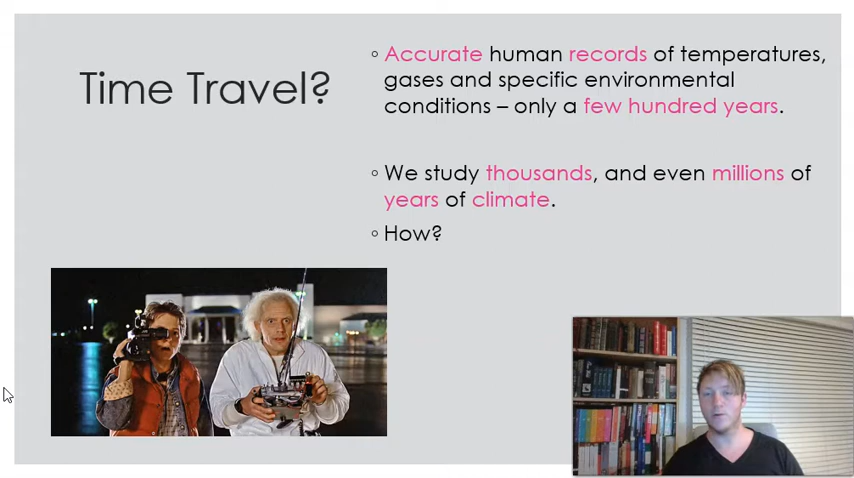 Time Travel?
◦ Accurate human records of temperatures,
gases and specific environmental
conditions – only a few hundred years.
◦ We study thousands, and even millions of
years of climate.
◦ How?